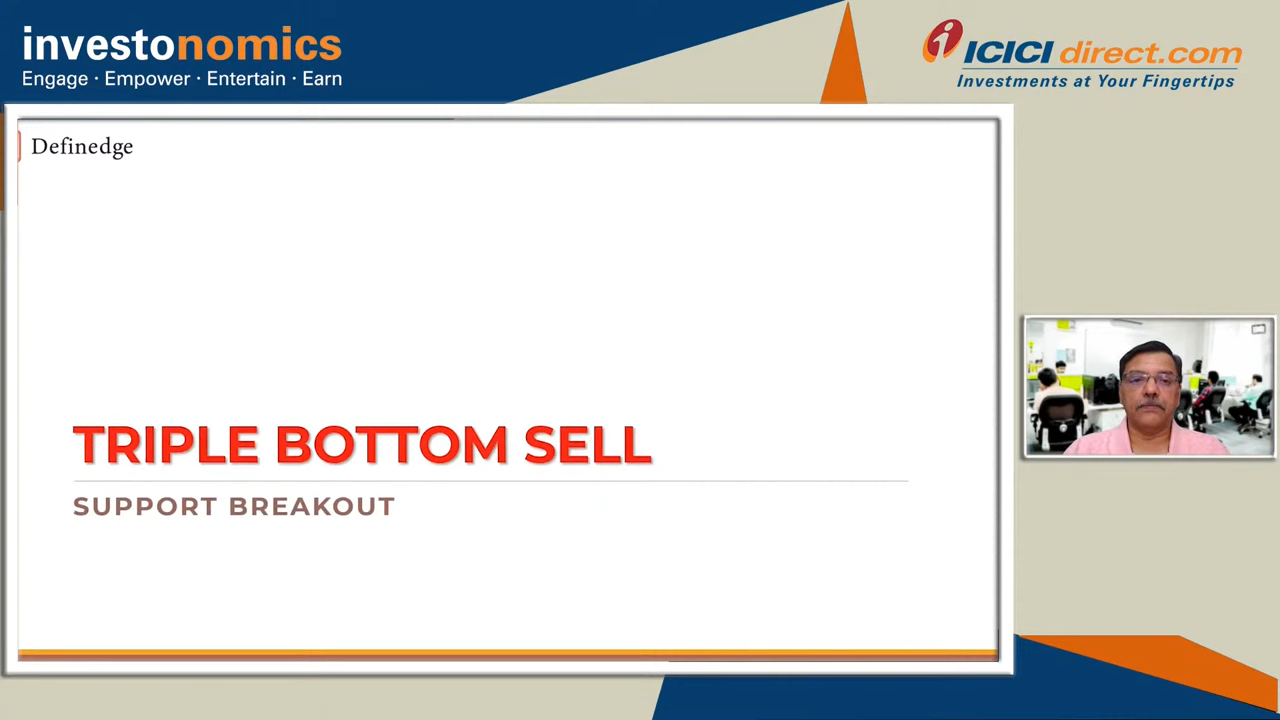 investonomics
Engage · Empower · Entertain · Earn
ICICI direct.com
Investments at Your Fingertips
Definedge
TRIPLE BOTTOM SELL
SUPPORT BREAKOUT